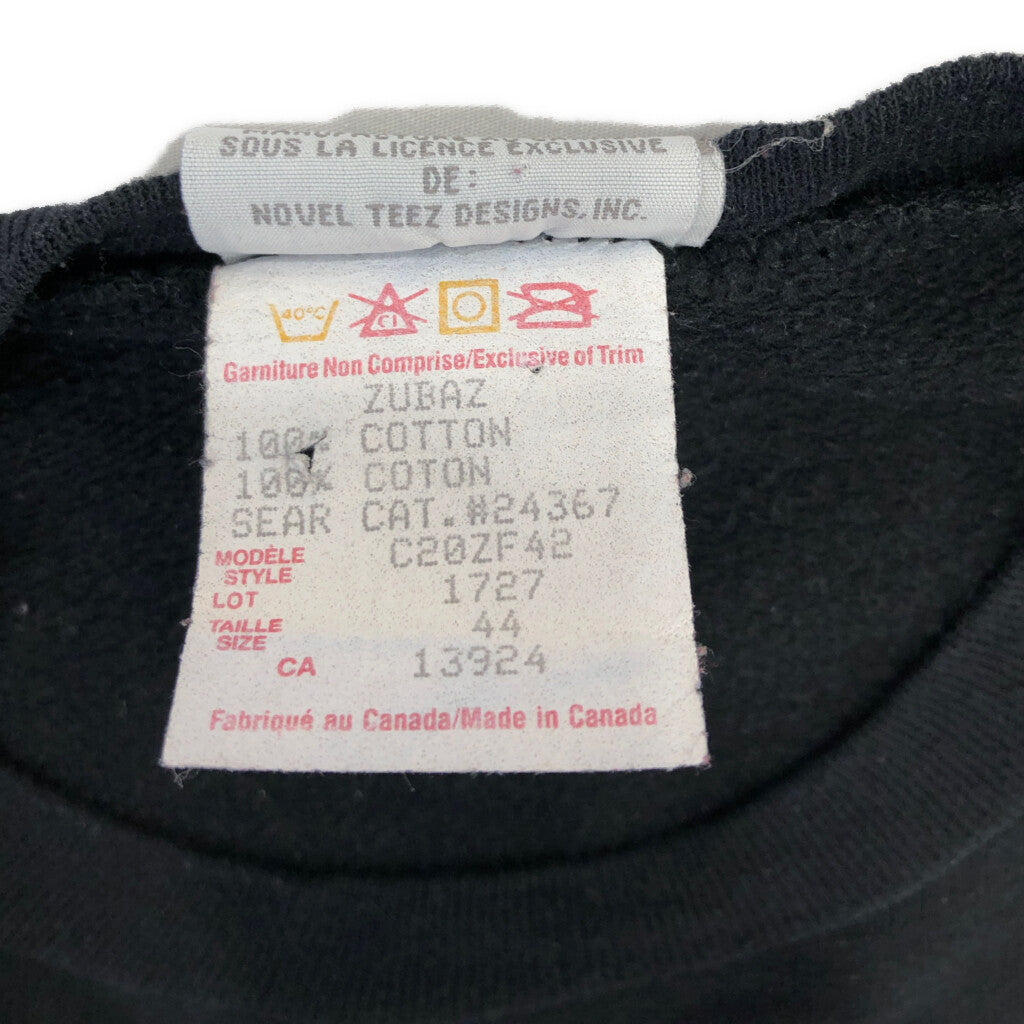 SOUS LA LICENCE EXCLUSIVE
DE:
NOVEL TEEZ DESIGNS, INC.
40°C
Cl
Garniture Non Comprise/Exclusive of Trim
ZUBAZ
100% COTTON
100% COTON
SEAR CAT.#24367
MODÈLE
STYLE C20ZF42
LOT 1727
TAILLE
SIZE 44
CA 13924
Fabriqué au Canada/Made in Canada